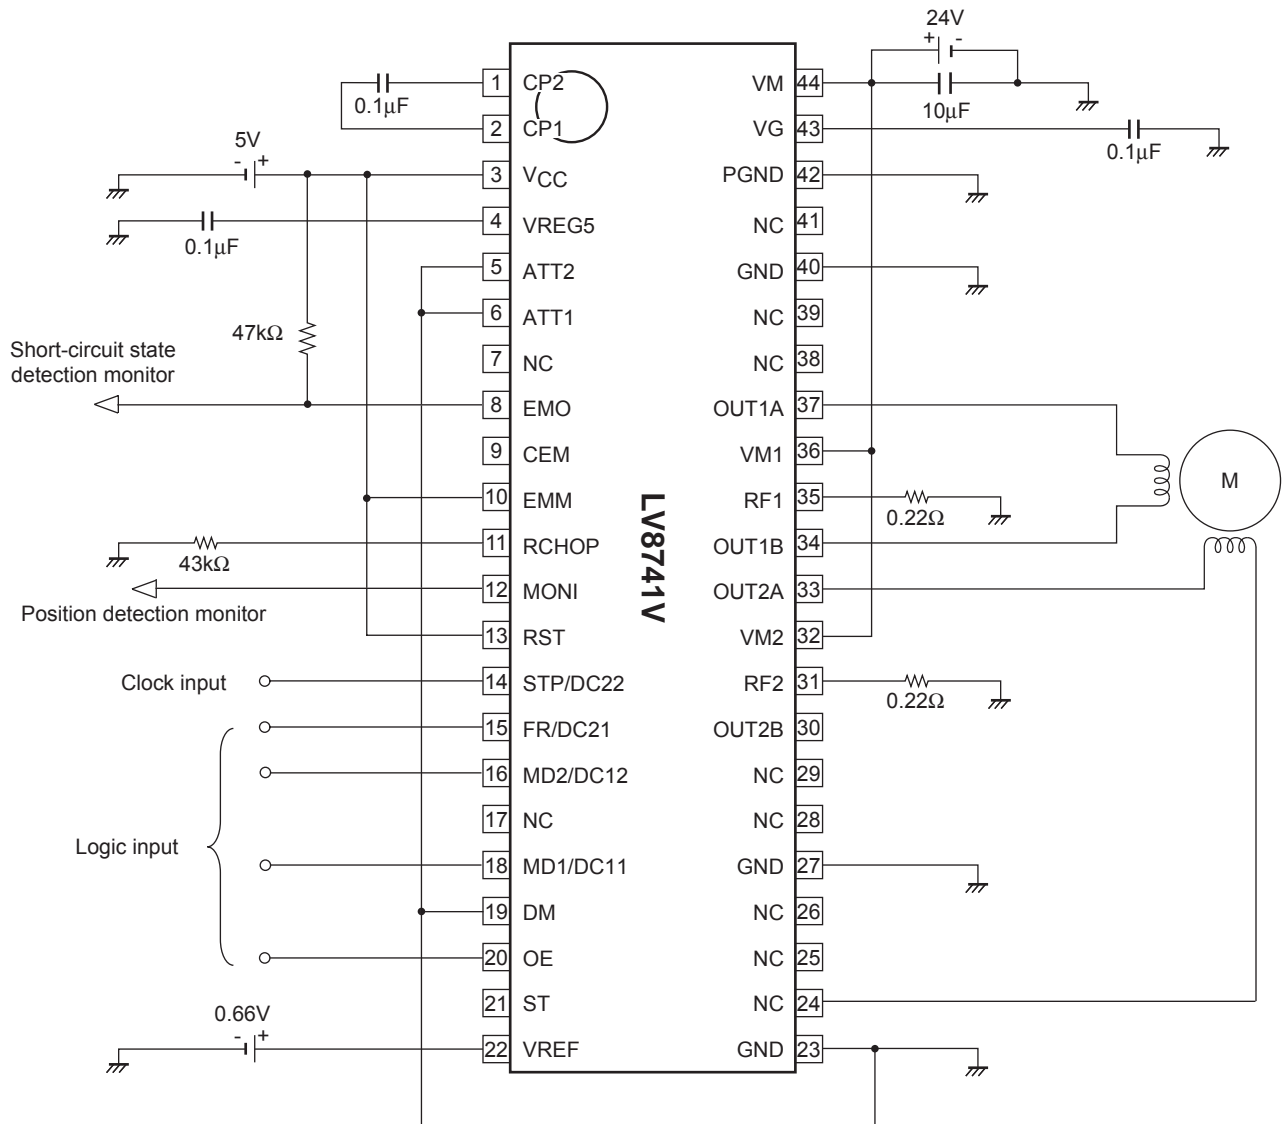 24V
+ -
1 CP2
0.1µF
2 CP1
5V
- +
3 VCC
4 VREG5
0.1µF
5 ATT2
6 ATT1
47kΩ
7 NC
Short-circuit state
detection monitor
8 EMO
9 CEM
10 EMM
11 RCHOP
43kΩ
12 MONI
Position detection monitor
13 RST
Clock input
14 STP/DC22
15 FR/DC21
16 MD2/DC12
17 NC
Logic input
18 MD1/DC11
19 DM
20 OE
21 ST
0.66V
- +
22 VREF
LV8741V
VM 44
10µF
VG 43
0.1µF
PGND 42
NC 41
GND 40
NC 39
NC 38
OUT1A 37
VM1 36
M
RF1 35
0.22Ω
OUT1B 34
OUT2A 33
VM2 32
RF2 31
0.22Ω
OUT2B 30
NC 29
NC 28
GND 27
NC 26
NC 25
NC 24
GND 23